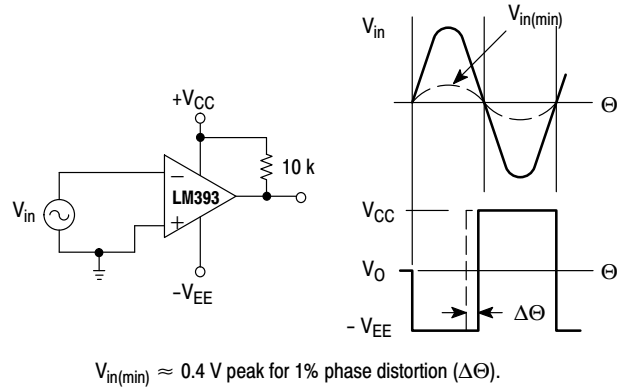 V_in
V_in(min)
Θ
+V_CC
10 k
−
LM393
+
V_in
−V_EE
V_CC
V_O
Θ
ΔΘ
− V_EE
V_in(min) ≈ 0.4 V peak for 1% phase distortion (ΔΘ).